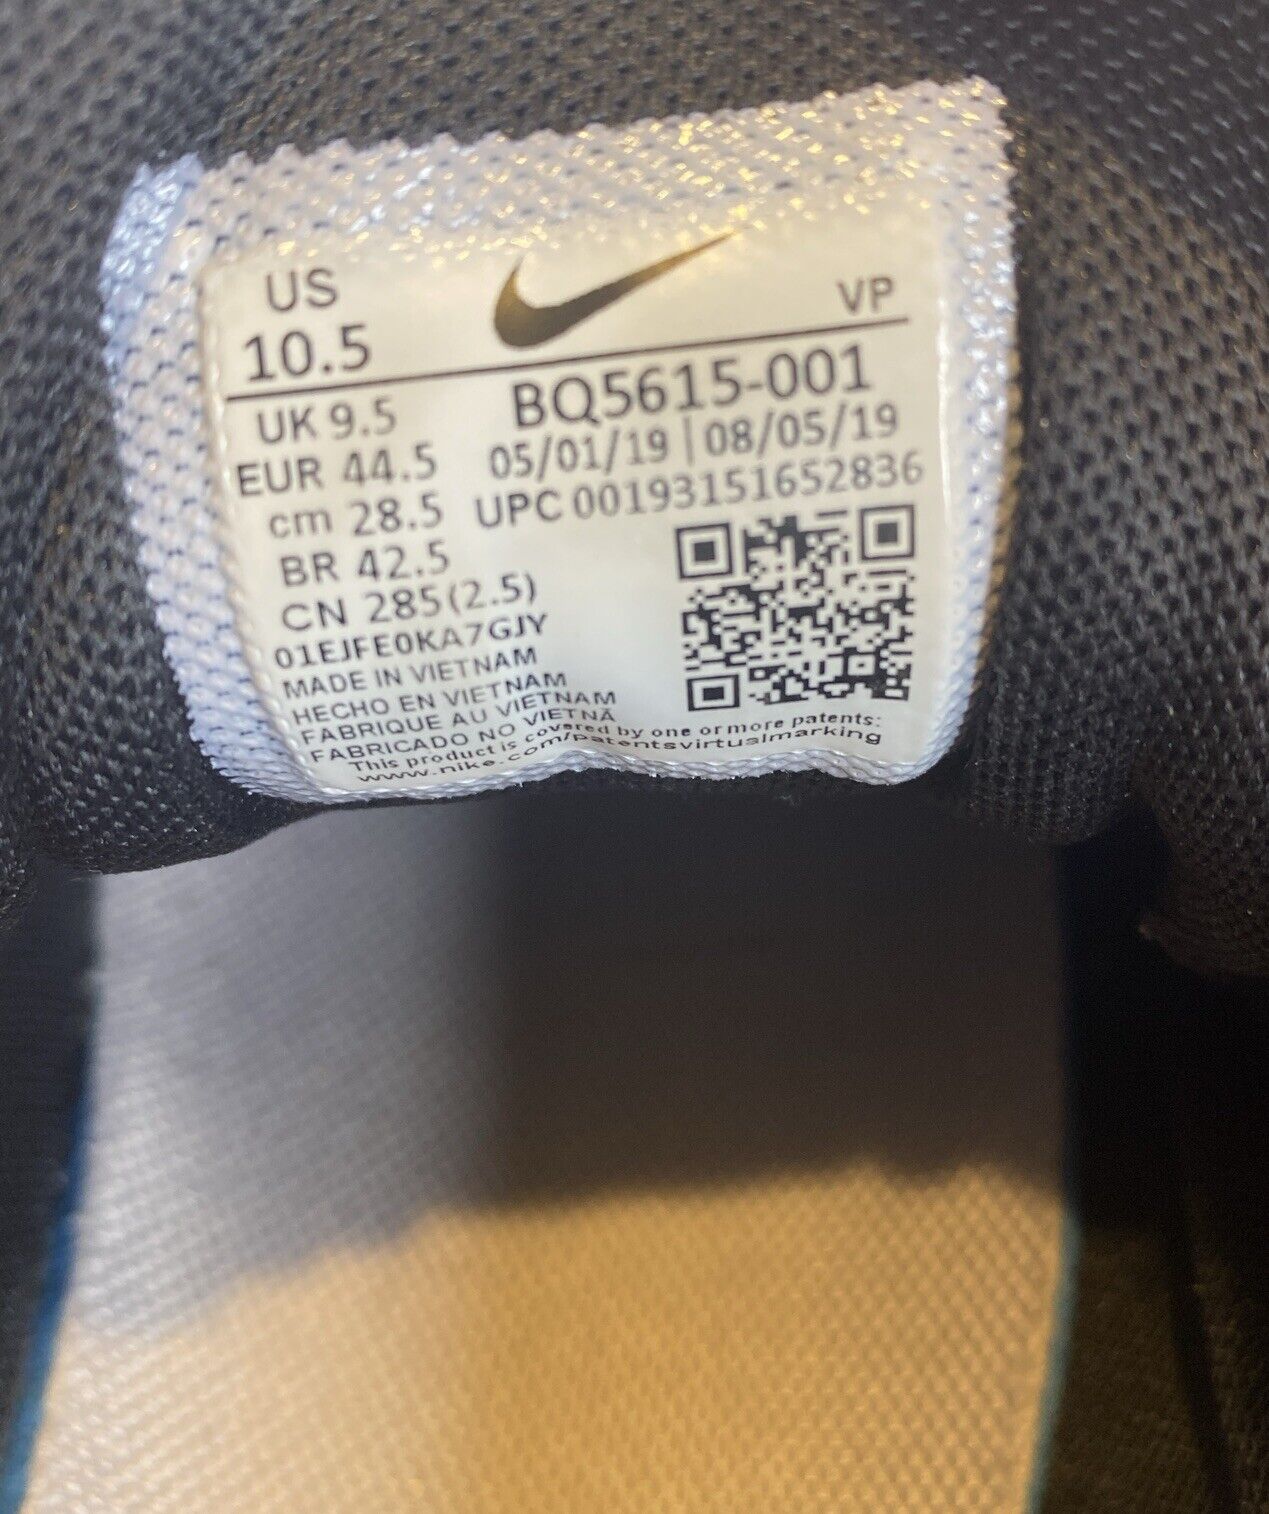 US
10.5
VP
UK 9.5
EUR 44.5
cm 28.5
BR 42.5
CN 285(2.5)
BQ5615-001
05/01/19 | 08/05/19
UPC 00193151652836
01EJFE0KA7GJY
MADE IN VIETNAM
HECHO EN VIETNAM
FABRIQUE AU VIETNAM
FABRICADO NO VIETNÃ
This product is covered by one or more patents:
www.nike.com/patentsvirtualmarking